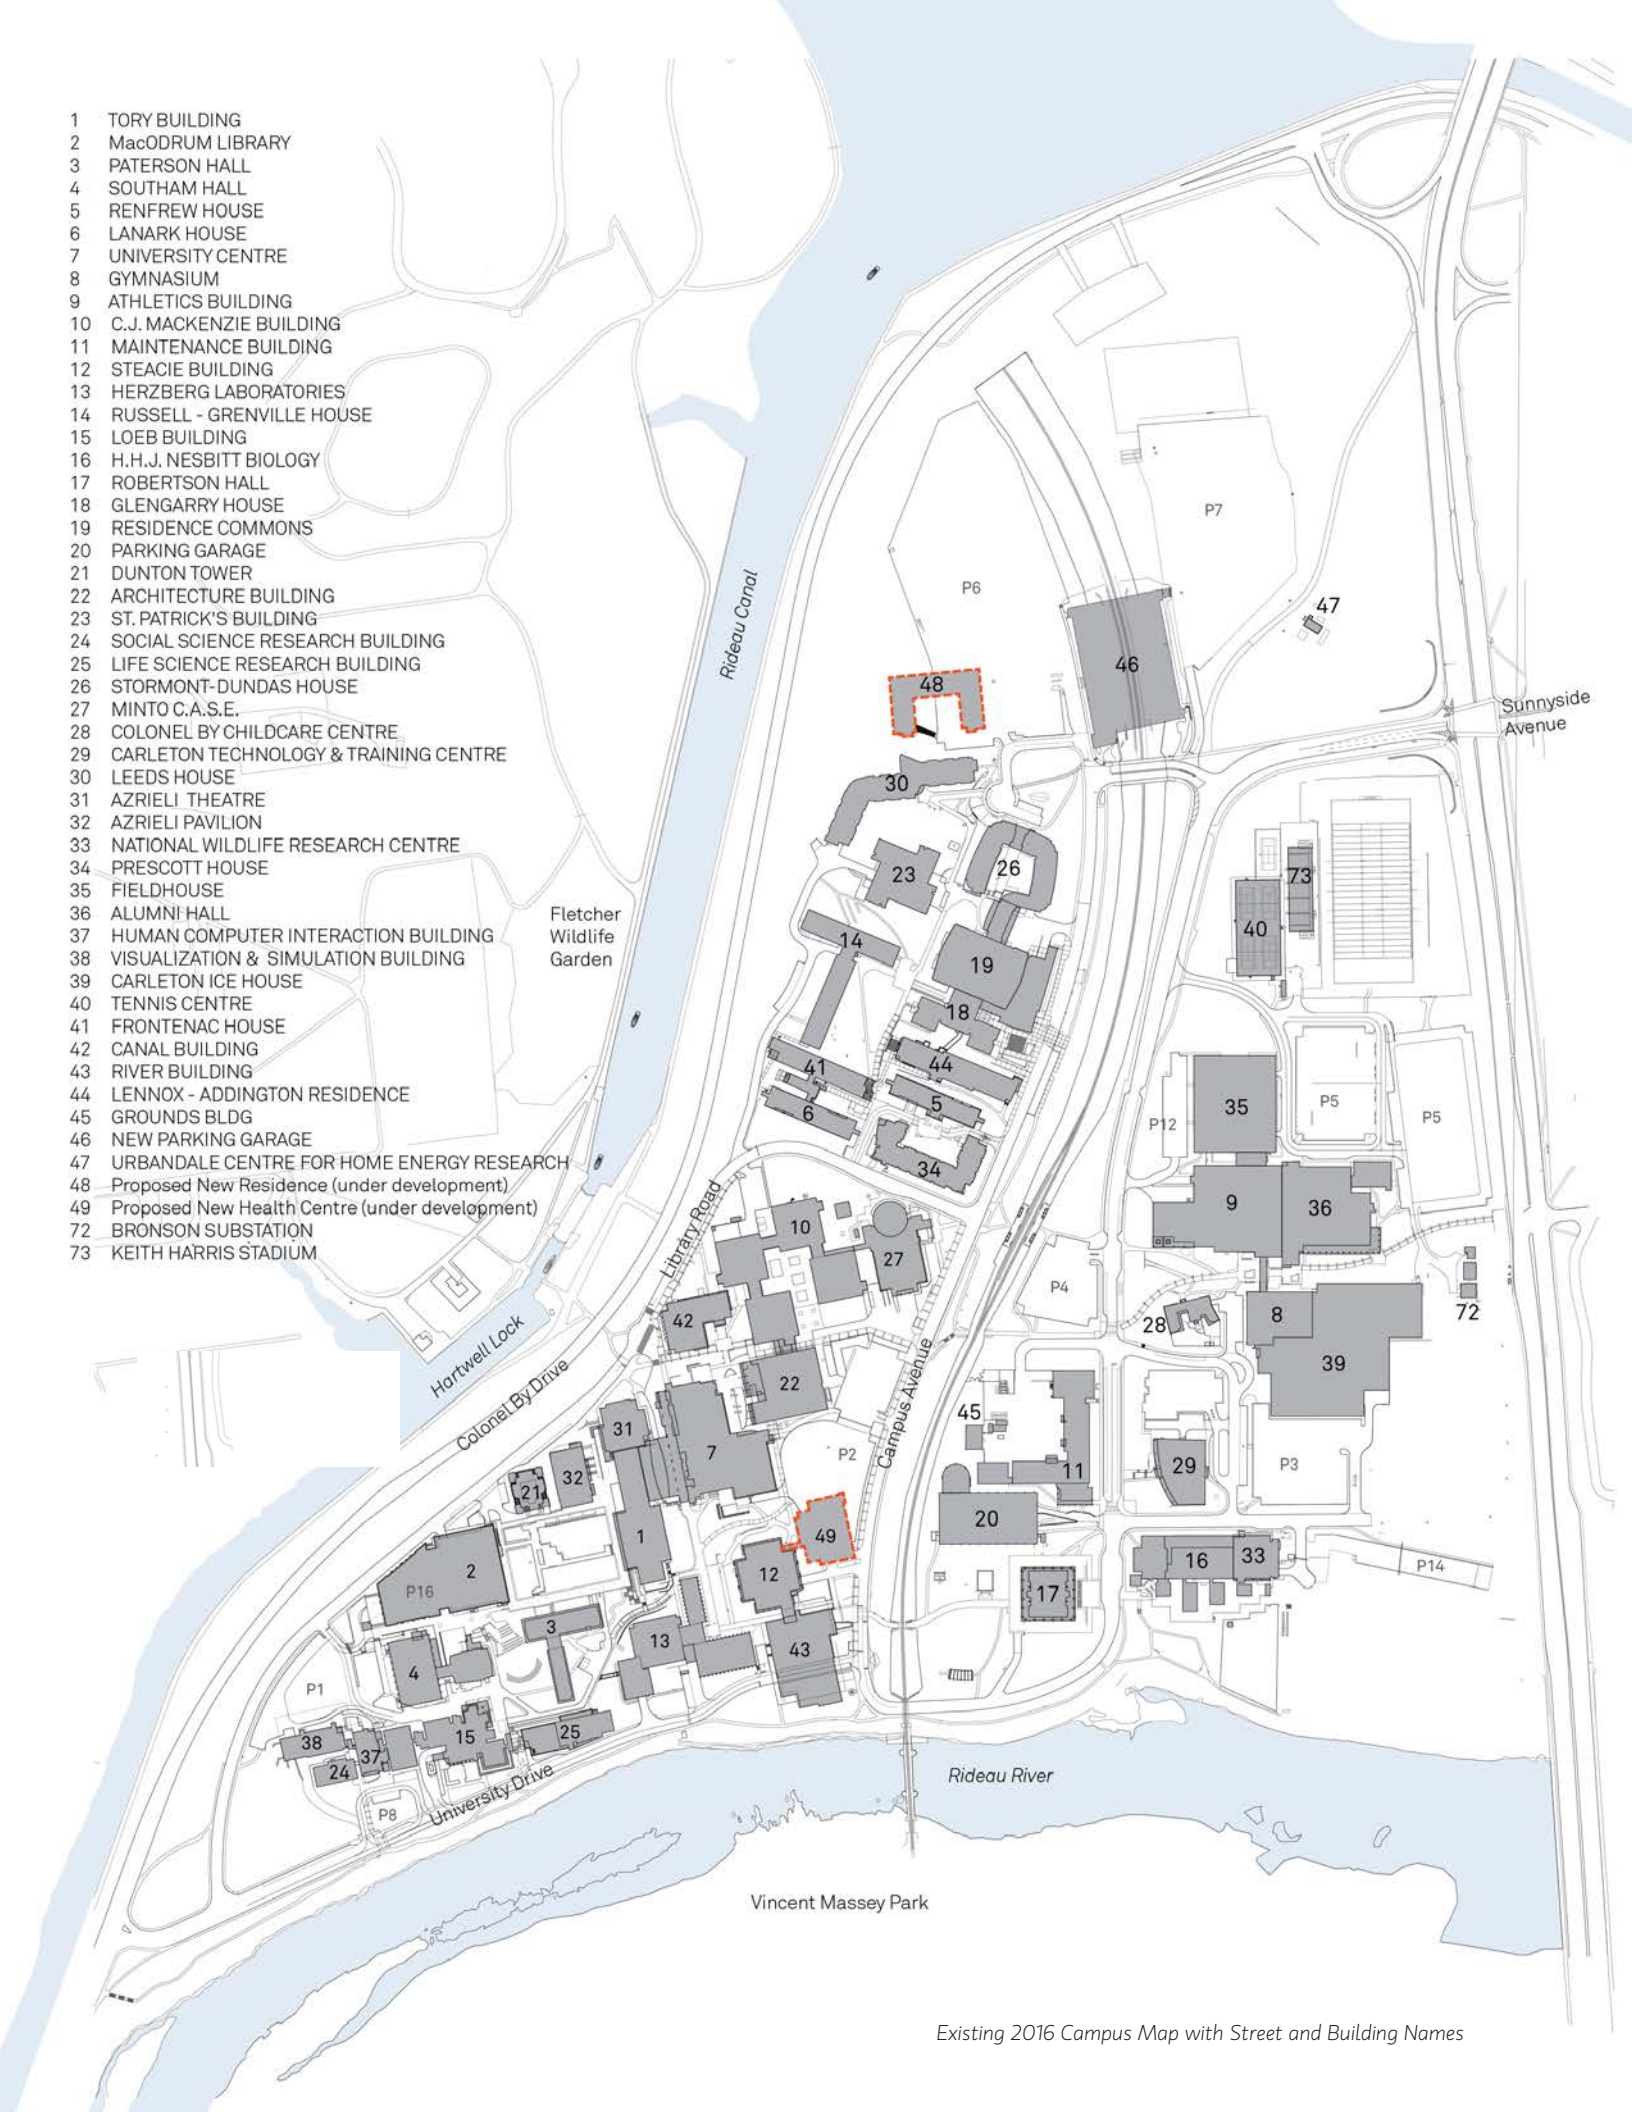 1 TORY BUILDING
2 MacODRUM LIBRARY
3 PATERSON HALL
4 SOUTHAM HALL
5 RENFREW HOUSE
6 LANARK HOUSE
7 UNIVERSITY CENTRE
8 GYMNASIUM
9 ATHLETICS BUILDING
10 C.J. MACKENZIE BUILDING
11 MAINTENANCE BUILDING
12 STEACIE BUILDING
13 HERZBERG LABORATORIES
14 RUSSELL - GRENVILLE HOUSE
15 LOEB BUILDING
16 H.H.J. NESBITT BIOLOGY
17 ROBERTSON HALL
18 GLENGARRY HOUSE
19 RESIDENCE COMMONS
20 PARKING GARAGE
21 DUNTON TOWER
22 ARCHITECTURE BUILDING
23 ST. PATRICK'S BUILDING
24 SOCIAL SCIENCE RESEARCH BUILDING
25 LIFE SCIENCE RESEARCH BUILDING
26 STORMONT-DUNDAS HOUSE
27 MINTO C.A.S.E.
28 COLONEL BY CHILDCARE CENTRE
29 CARLETON TECHNOLOGY & TRAINING CENTRE
30 LEEDS HOUSE
31 AZRIELI THEATRE
32 AZRIELI PAVILION
33 NATIONAL WILDLIFE RESEARCH CENTRE
34 PRESCOTT HOUSE
35 FIELDHOUSE
36 ALUMNI HALL
37 HUMAN COMPUTER INTERACTION BUILDING
38 VISUALIZATION & SIMULATION BUILDING
39 CARLETON ICE HOUSE
40 TENNIS CENTRE
41 FRONTENAC HOUSE
42 CANAL BUILDING
43 RIVER BUILDING
44 LENNOX - ADDINGTON RESIDENCE
45 GROUNDS BLDG
46 NEW PARKING GARAGE
47 URBANDALE CENTRE FOR HOME ENERGY RESEARCH
48 Proposed New Residence (under development)
49 Proposed New Health Centre (under development)
72 BRONSON SUBSTATION
73 KEITH HARRIS STADIUM
P7
P6
47
Rideau Canal
46
48
Sunnyside
Avenue
30
23
26
73
40
Fletcher
Wildlife
Garden
14
19
18
41
44
5
6
34
35
P5
P5
P12
9
36
Library Road
10
27
P4
8
72
28
42
39
Hartwell Lock
Colonel By Drive
22
Campus Avenue
45
31
7
P2
32
21
11
29
P3
20
1
49
2
P16
12
16
33
P14
17
3
13
43
4
P1
38
37
24
15
25
P8
University Drive
Rideau River
Vincent Massey Park
Existing 2016 Campus Map with Street and Building Names